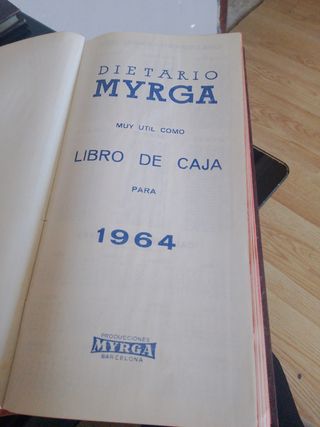 DIETARIO
MYRGA
MUY UTIL COMO
LIBRO DE CAJA
PARA
1964
PRODUCCIONES
MYRGA
BARCELONA